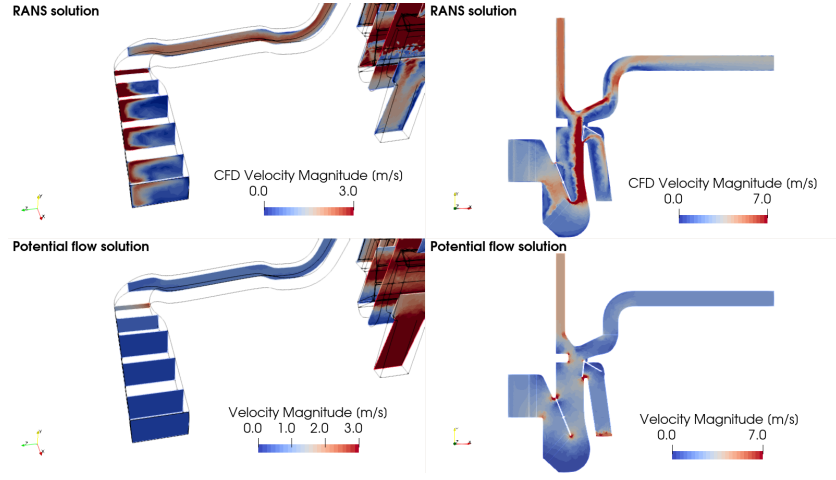 RANS solution
RANS solution
CFD Velocity Magnitude (m/s)
0.0 3.0
CFD Velocity Magnitude (m/s)
0.0 7.0
Potential flow solution
Potential flow solution
Velocity Magnitude (m/s)
0.0 1.0 2.0 3.0
Velocity Magnitude (m/s)
0.0 7.0